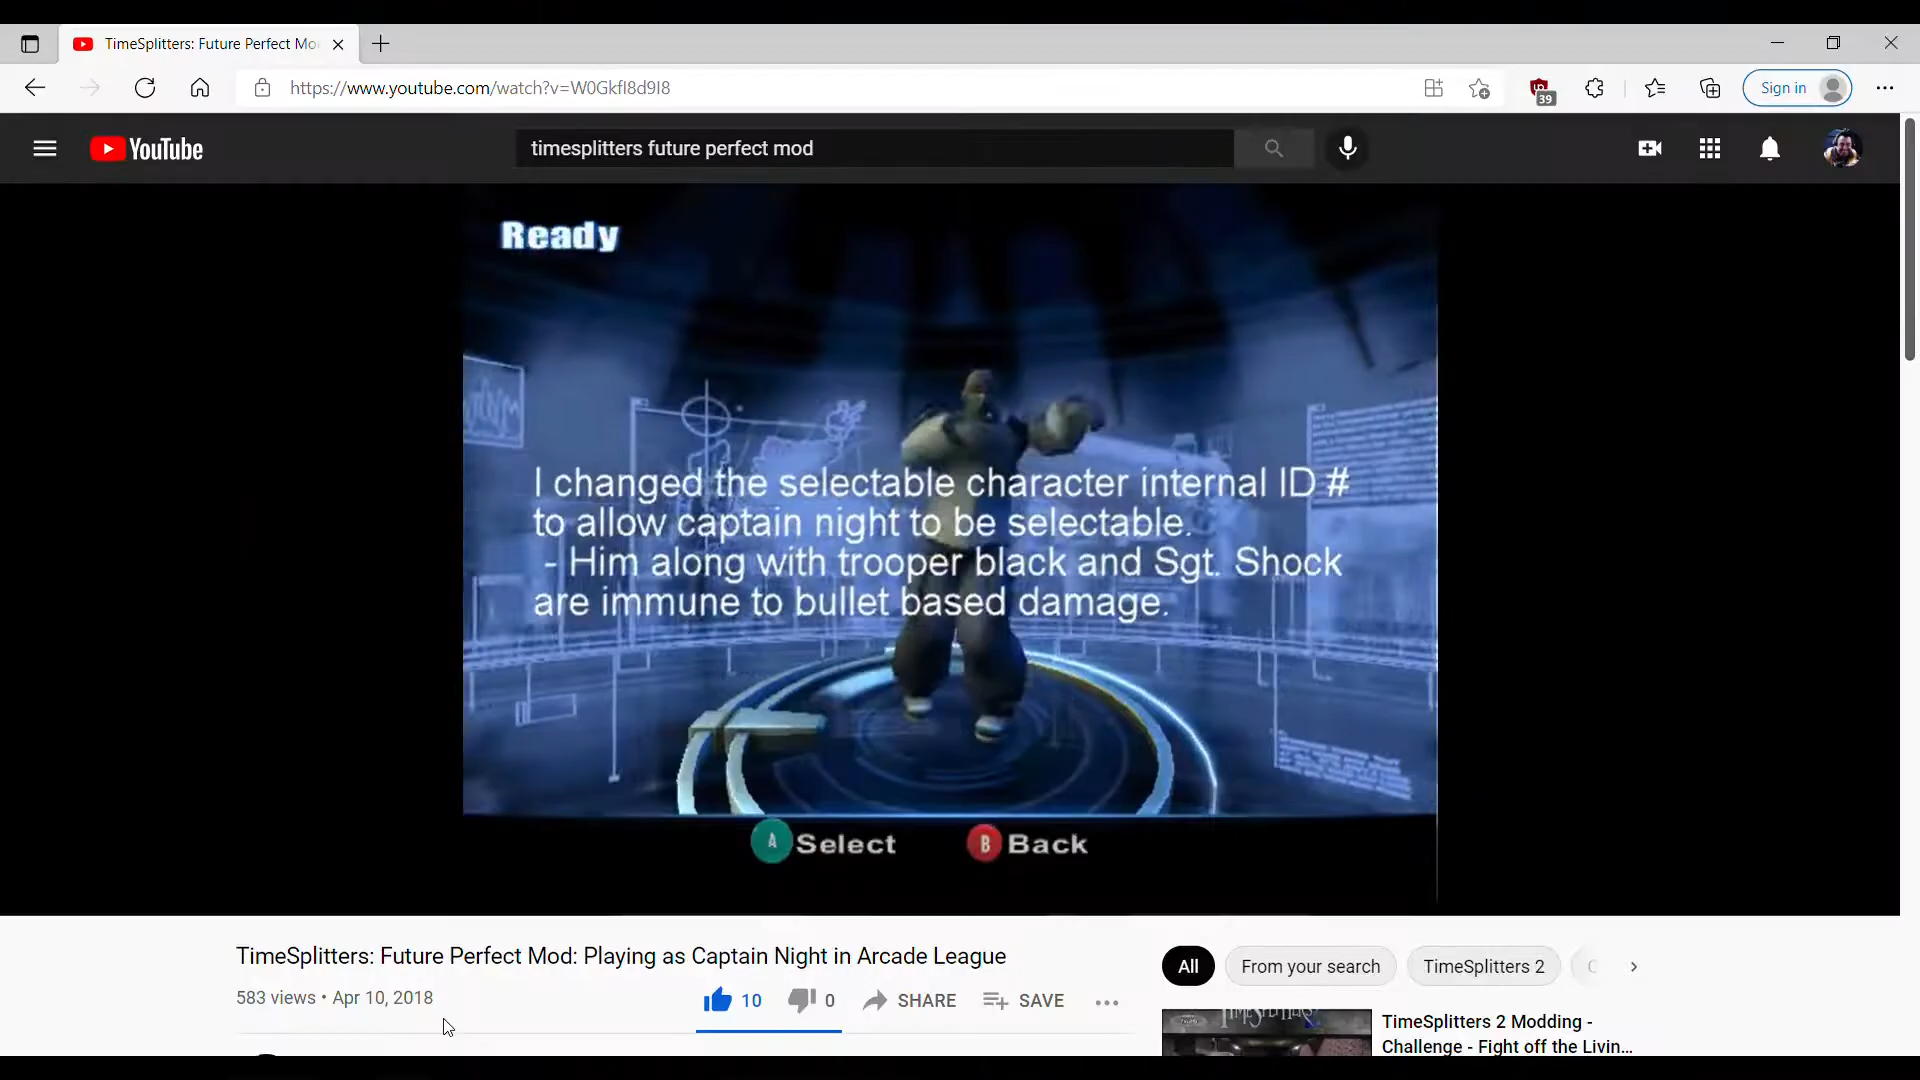 TimeSplitters: Future Perfect Mo
https://www.youtube.com/watch?v=W0GkfI8d9I8
39
Sign in
YouTube
timesplitters future perfect mod
Ready
I changed the selectable character internal ID #
to allow captain night to be selectable.
- Him along with trooper black and Sgt. Shock
are immune to bullet based damage.
A Select
B Back
TimeSplitters: Future Perfect Mod: Playing as Captain Night in Arcade League
583 views • Apr 10, 2018
10
0
SHARE
SAVE
All
From your search
TimeSplitters 2
TIMESPLITTERS
TimeSplitters 2 Modding -
Challenge - Fight off the Livin...